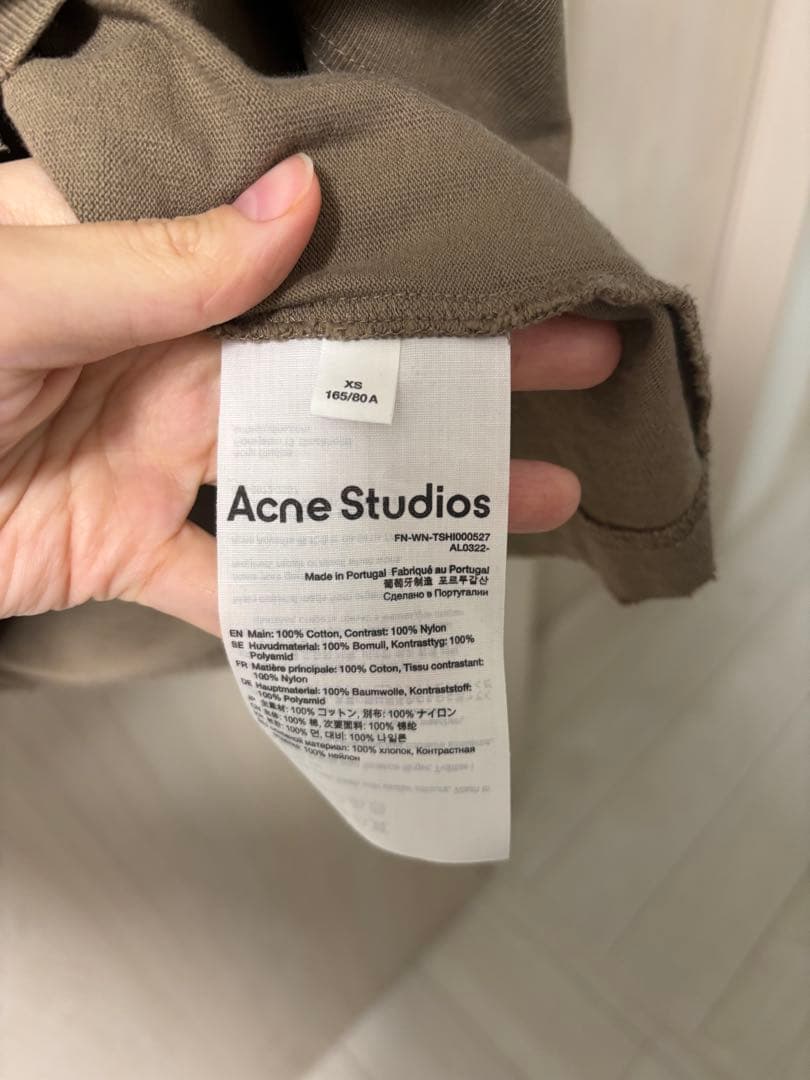 XS
165/80 A
Acne Studios
FN-WN-TSHI000527
AL0322-
Made in Portugal Fabriqué au Portugal
葡萄牙制造 포르투갈산
Сделано в Португалии
EN Main: 100% Cotton, Contrast: 100% Nylon
SE Huvudmaterial: 100% Bomull, Kontrasttyg: 100%
Polyamid
FR Matière principale: 100% Coton, Tissu contrastant:
100% Nylon
DE Hauptmaterial: 100% Baumwolle, Kontraststoff:
100% Polyamid
主素材: 100% コットン, 別布: 100% ナイロン
100% 棉, 次要面料: 100% 锦纶
100% 면, 대비: 100% 나일론
материал: 100% хлопок, Контрастная
100% нейлон